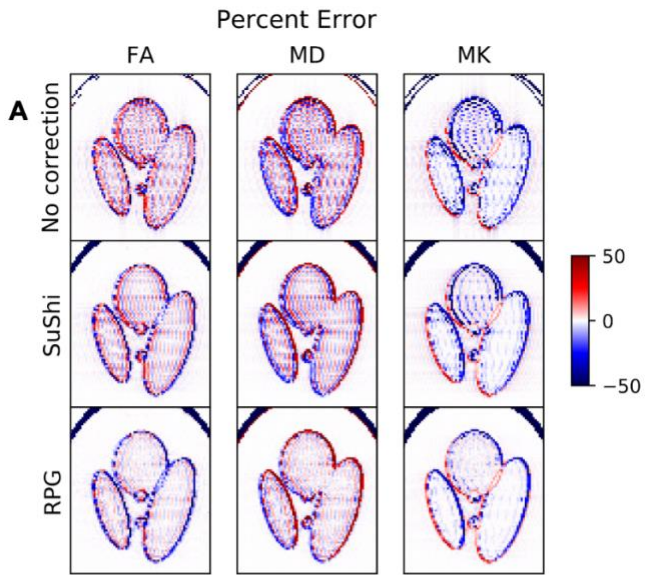 Percent Error
FA MD MK
A
No correction
SuShi
RPG
50
0
−50